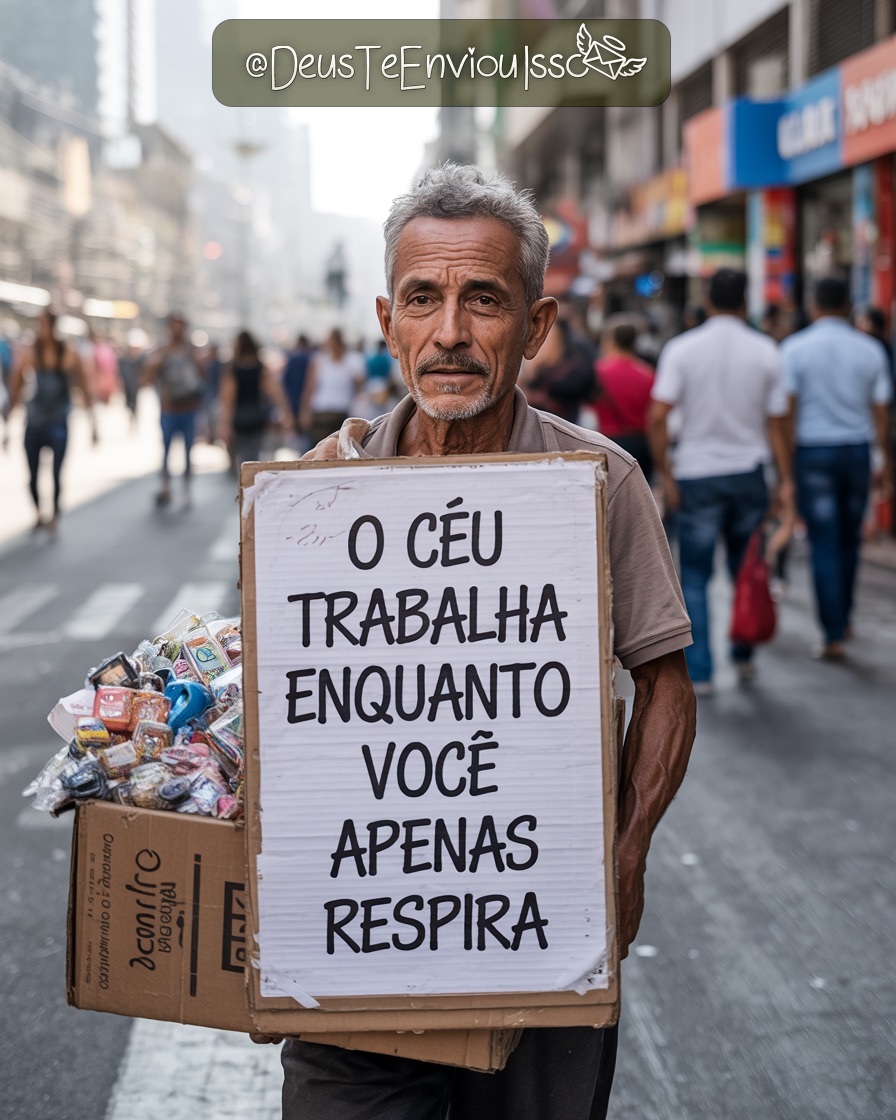 @DeusTeEnviouIsso
O CÉU
TRABALHA
ENQUANTO
VOCÊ
APENAS
RESPIRA